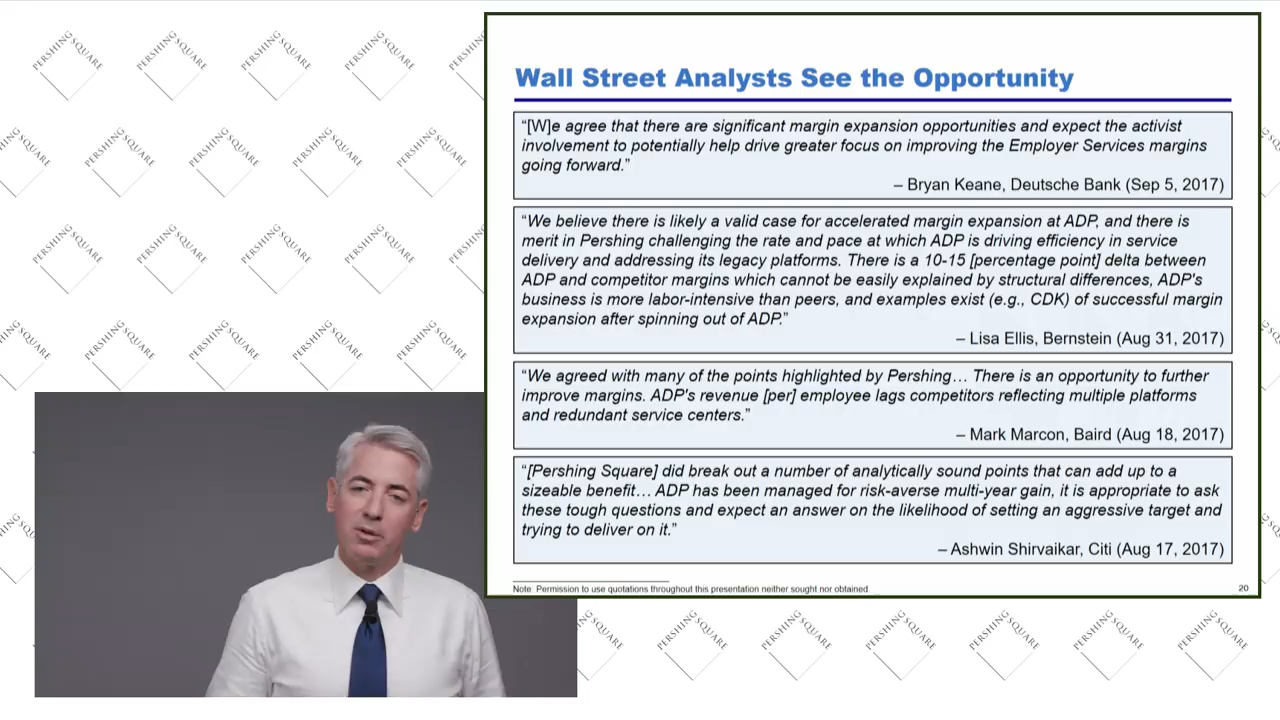 Wall Street Analysts See the Opportunity
“[W]e agree that there are significant margin expansion opportunities and expect the activist
involvement to potentially help drive greater focus on improving the Employer Services margins
going forward.”
– Bryan Keane, Deutsche Bank (Sep 5, 2017)
“We believe there is likely a valid case for accelerated margin expansion at ADP, and there is
merit in Pershing challenging the rate and pace at which ADP is driving efficiency in service
delivery and addressing its legacy platforms. There is a 10-15 [percentage point] delta between
ADP and competitor margins which cannot be easily explained by structural differences, ADP's
business is more labor-intensive than peers, and examples exist (e.g., CDK) of successful margin
expansion after spinning out of ADP.”
– Lisa Ellis, Bernstein (Aug 31, 2017)
“We agreed with many of the points highlighted by Pershing… There is an opportunity to further
improve margins. ADP's revenue [per] employee lags competitors reflecting multiple platforms
and redundant service centers.”
– Mark Marcon, Baird (Aug 18, 2017)
“[Pershing Square] did break out a number of analytically sound points that can add up to a
sizeable benefit… ADP has been managed for risk-averse multi-year gain, it is appropriate to ask
these tough questions and expect an answer on the likelihood of setting an aggressive target and
trying to deliver on it.”
– Ashwin Shirvaikar, Citi (Aug 17, 2017)
Note: Permission to use quotations throughout this presentation neither sought nor obtained
20
PERSHING SQUARE